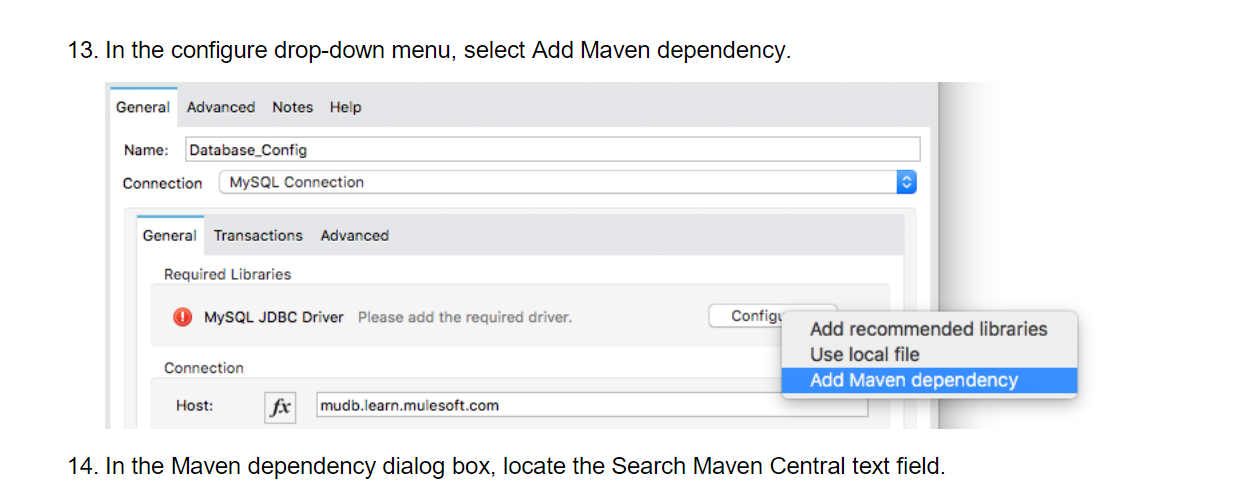 13. In the configure drop-down menu, select Add Maven dependency.
General Advanced Notes Help
Name: Database_Config
Connection MySQL Connection
General Transactions Advanced
Required Libraries
MySQL JDBC Driver Please add the required driver. Configu
Add recommended libraries
Use local file
Add Maven dependency
Connection
Host: fx mudb.learn.mulesoft.com
14. In the Maven dependency dialog box, locate the Search Maven Central text field.